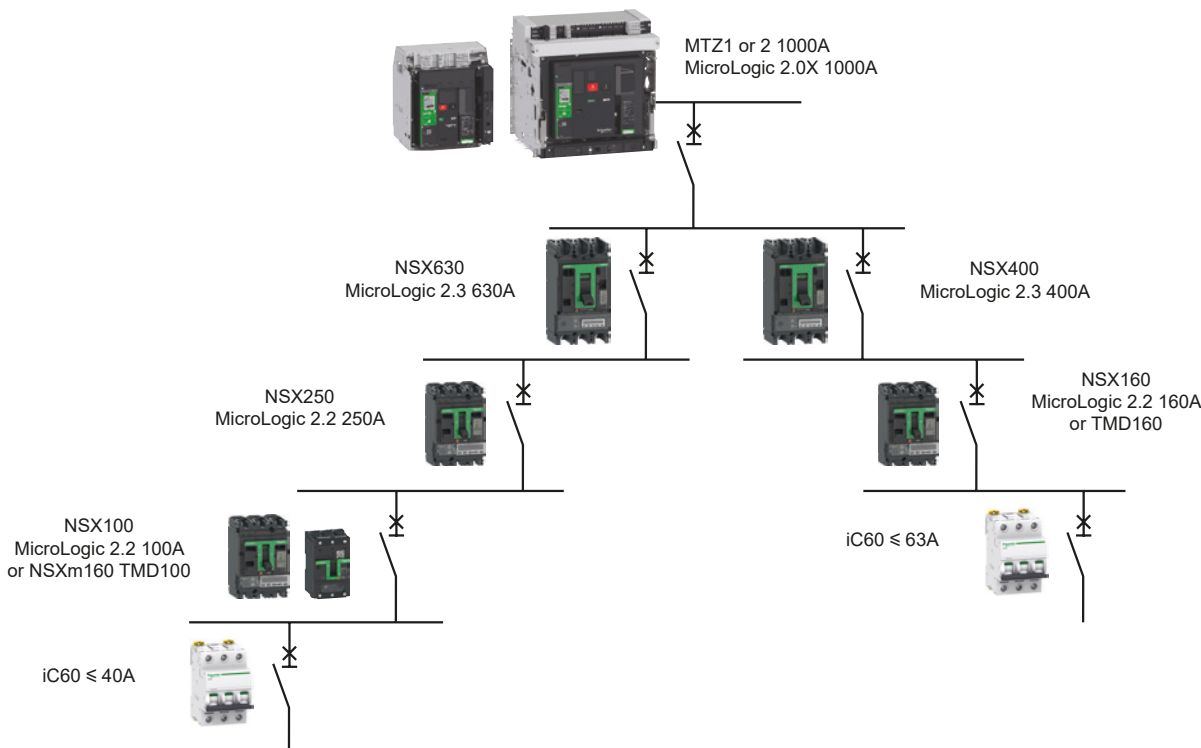 MTZ1 or 2 1000A
MicroLogic 2.0X 1000A
NSX630
MicroLogic 2.3 630A
NSX400
MicroLogic 2.3 400A
NSX250
MicroLogic 2.2 250A
NSX160
MicroLogic 2.2 160A
or TMD160
NSX100
MicroLogic 2.2 100A
or NSXm160 TMD100
iC60 ⩽ 63A
iC60 ⩽ 40A